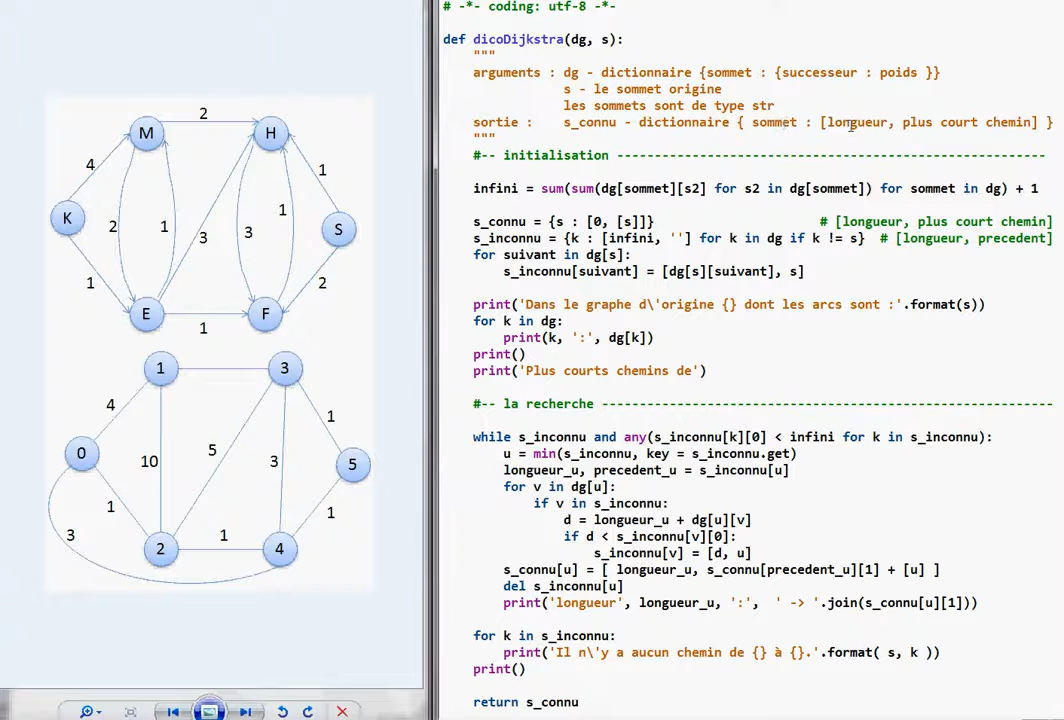 2
M
H
4
1
K
2
1
3
3
1
S
1
2
E
F
1
1
3
4
1
0
10
5
3
5
1
1
3
2
1
4
# -*- coding: utf-8 -*-
def dicoDijkstra(dg, s):
"""
arguments : dg - dictionnaire {sommet : {successeur : poids }}
s - le sommet origine
les sommets sont de type str
sortie : s_connu - dictionnaire { sommet : [longueur, plus court chemin] }
"""
#-- initialisation ---------------------------------------------------------
infini = sum(sum(dg[sommet][s2] for s2 in dg[sommet]) for sommet in dg) + 1
s_connu = {s : [0, [s]]} # [longueur, plus court chemin]
s_inconnu = {k : [infini, ''] for k in dg if k != s} # [longueur, precedent]
for suivant in dg[s]:
s_inconnu[suivant] = [dg[s][suivant], s]
print('Dans le graphe d\'origine {} dont les arcs sont :'.format(s))
for k in dg:
print(k, ':', dg[k])
print()
print('Plus courts chemins de')
#-- la recherche ------------------------------------------------------------
while s_inconnu and any(s_inconnu[k][0] < infini for k in s_inconnu):
u = min(s_inconnu, key = s_inconnu.get)
longueur_u, precedent_u = s_inconnu[u]
for v in dg[u]:
if v in s_inconnu:
d = longueur_u + dg[u][v]
if d < s_inconnu[v][0]:
s_inconnu[v] = [d, u]
s_connu[u] = [ longueur_u, s_connu[precedent_u][1] + [u] ]
del s_inconnu[u]
print('longueur', longueur_u, ':', ' -> '.join(s_connu[u][1]))
for k in s_inconnu:
print('Il n\'y a aucun chemin de {} à {}.'.format( s, k ))
print()
return s_connu